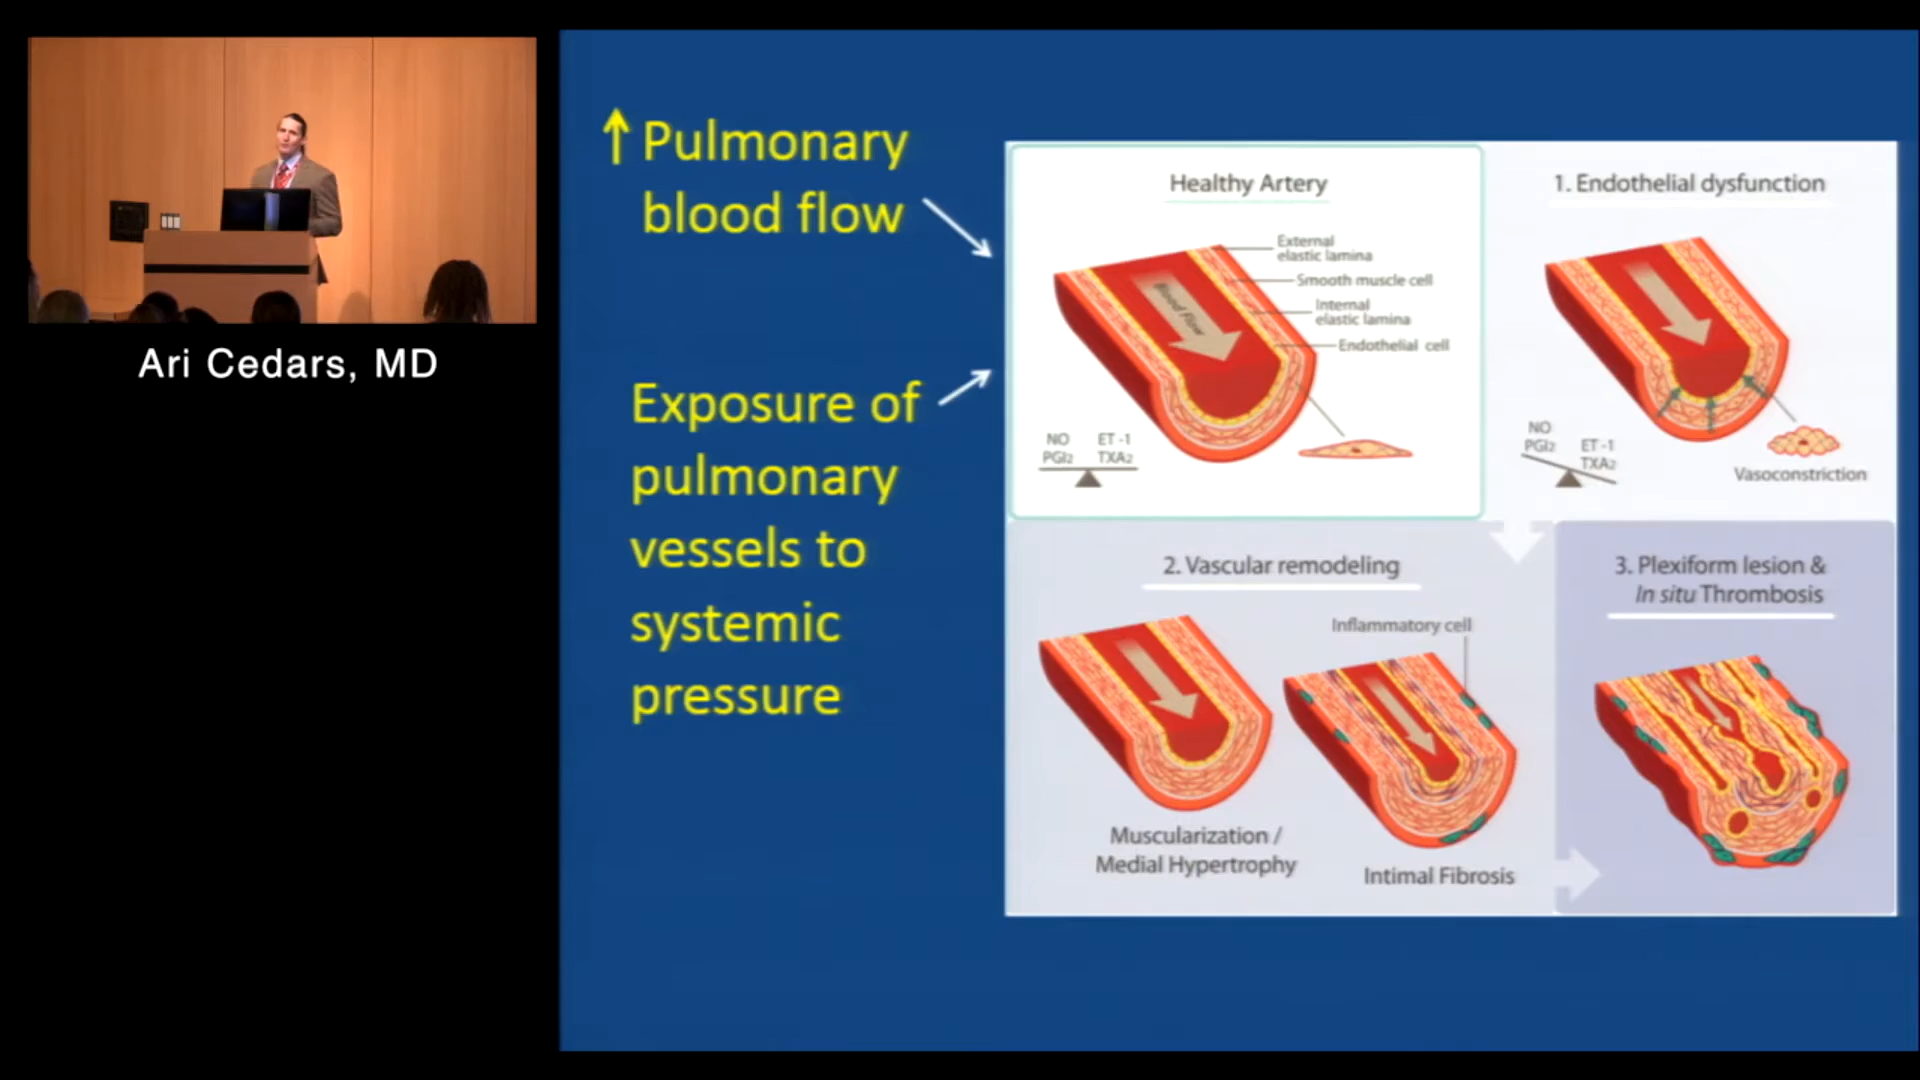 ↑ Pulmonary
blood flow
Exposure of
pulmonary
vessels to
systemic
pressure
Ari Cedars, MD
Healthy Artery
External
elastic lamina
Smooth muscle cell
Internal
elastic lamina
Endothelial cell
Blood Flow
NO ET-1
PGI₂ TXA₂
1. Endothelial dysfunction
NO
PGI₂ ET-1
TXA₂
Vasoconstriction
2. Vascular remodeling
Inflammatory cell
Muscularization /
Medial Hypertrophy
Intimal Fibrosis
3. Plexiform lesion &
In situ Thrombosis